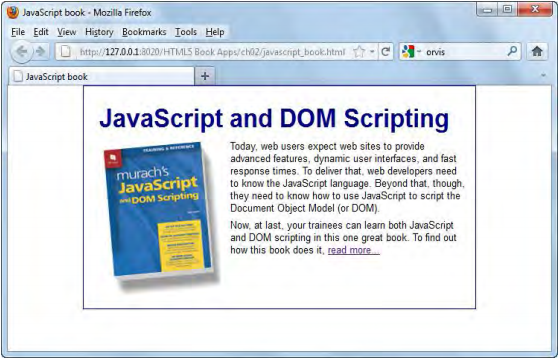 JavaScript book - Mozilla Firefox
File Edit View History Bookmarks Tools Help
http://127.0.0.1:8020/HTML5 Book Apps/ch02/javascript_book.html
orvis
JavaScript book
JavaScript and DOM Scripting
TRAINING & REFERENCE
murach's
JavaScript
and DOM Scripting
Today, web users expect web sites to provide
advanced features, dynamic user interfaces, and fast
response times. To deliver that, web developers need
to know the JavaScript language. Beyond that, though,
they need to know how to use JavaScript to script the
Document Object Model (or DOM).
Now, at last, your trainees can learn both JavaScript
and DOM scripting in this one great book. To find out
how this book does it, read more...